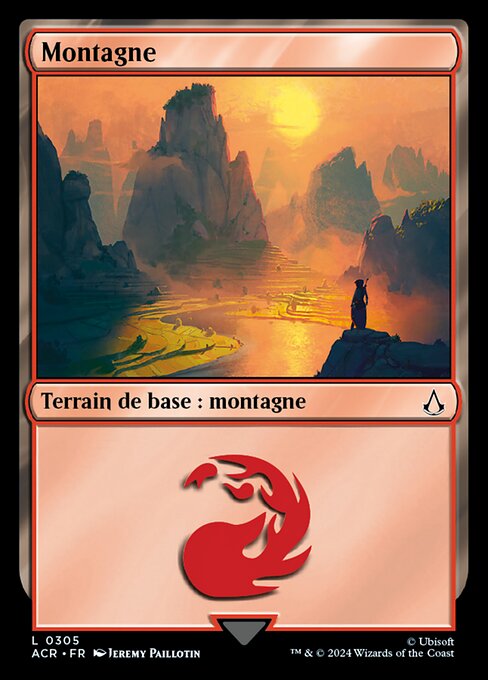 Montagne
Terrain de base : montagne
L 0305
ACR • FR JEREMY PAILLOTIN
© Ubisoft
™ & © 2024 Wizards of the Coast